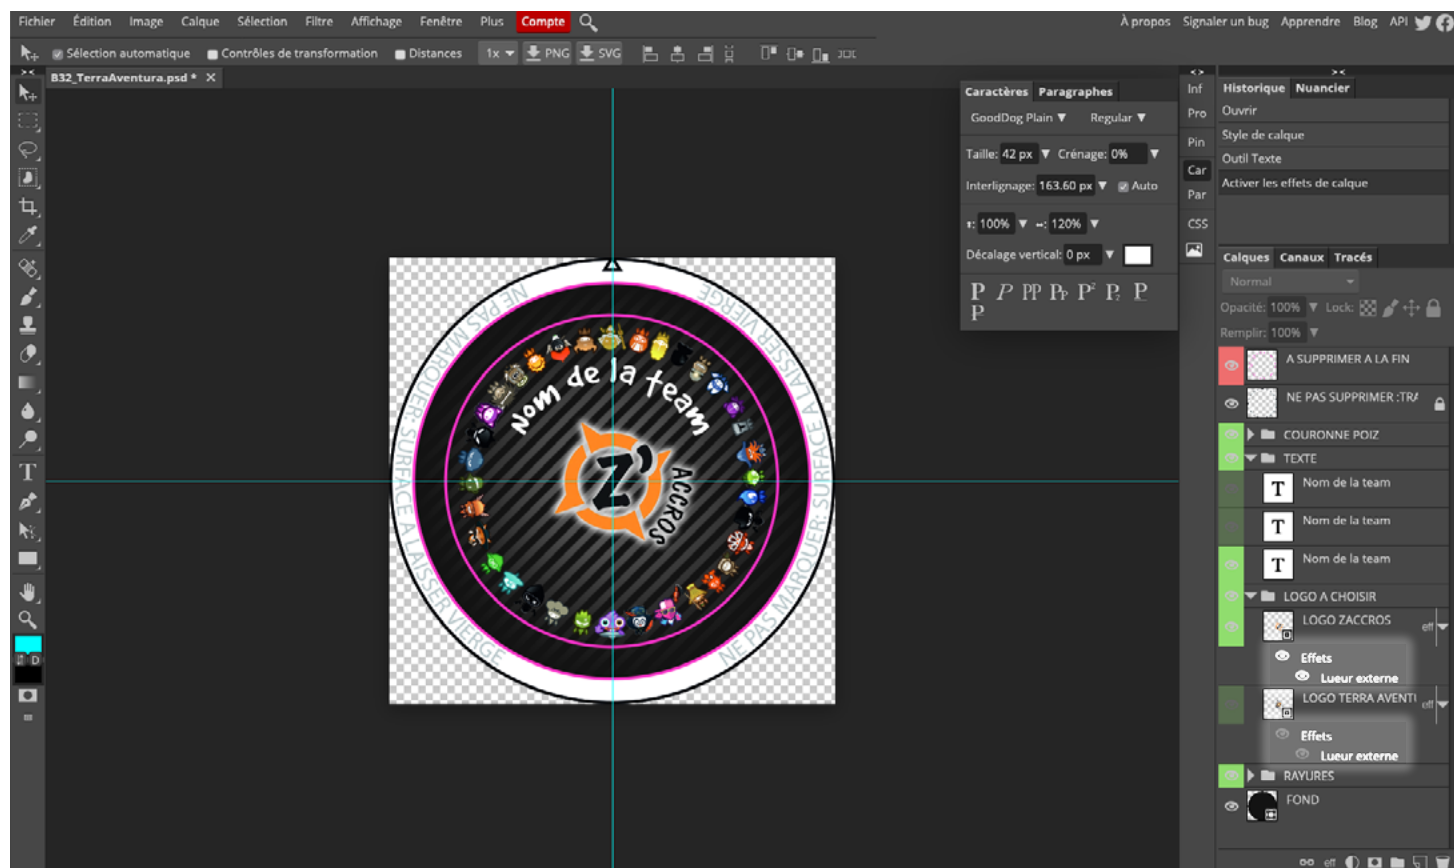 Fichier Édition Image Calque Sélection Filtre Affichage Fenêtre Plus Compte À propos Signaler un bug Apprendre Blog API
Sélection automatique Contrôles de transformation Distances 1x PNG SVG
B32_TerraAventura.psd * X
Caractères Paragraphes
GoodDog Plain Regular
Taille: 42 px Crénage: 0%
Interlignage: 163.60 px Auto
100% 120%
Décalage vertical: 0 px
Inf
Pro
Pin
Car
Par
CSS
Historique Nuancier
Ouvrir
Style de calque
Outil Texte
Activer les effets de calque
Calques Canaux Tracés
Normal
Opacité: 100% Lock:
Remplir: 100%
A SUPPRIMER A LA FIN
NE PAS SUPPRIMER :TRA
COURONNE POIZ
TEXTE
Nom de la team
Nom de la team
Nom de la team
LOGO A CHOISIR
LOGO ZACCROS eff
Effets
Lueur externe
LOGO TERRA AVENTU eff
Effets
Lueur externe
RAYURES
FOND
eff
NE PAS MARQUER: SURFACE A LAISSER VIERGE
NE PAS MARQUER: SURFACE A LAISSER VIERGE
Nom de la team
Z'
ACCROS
D